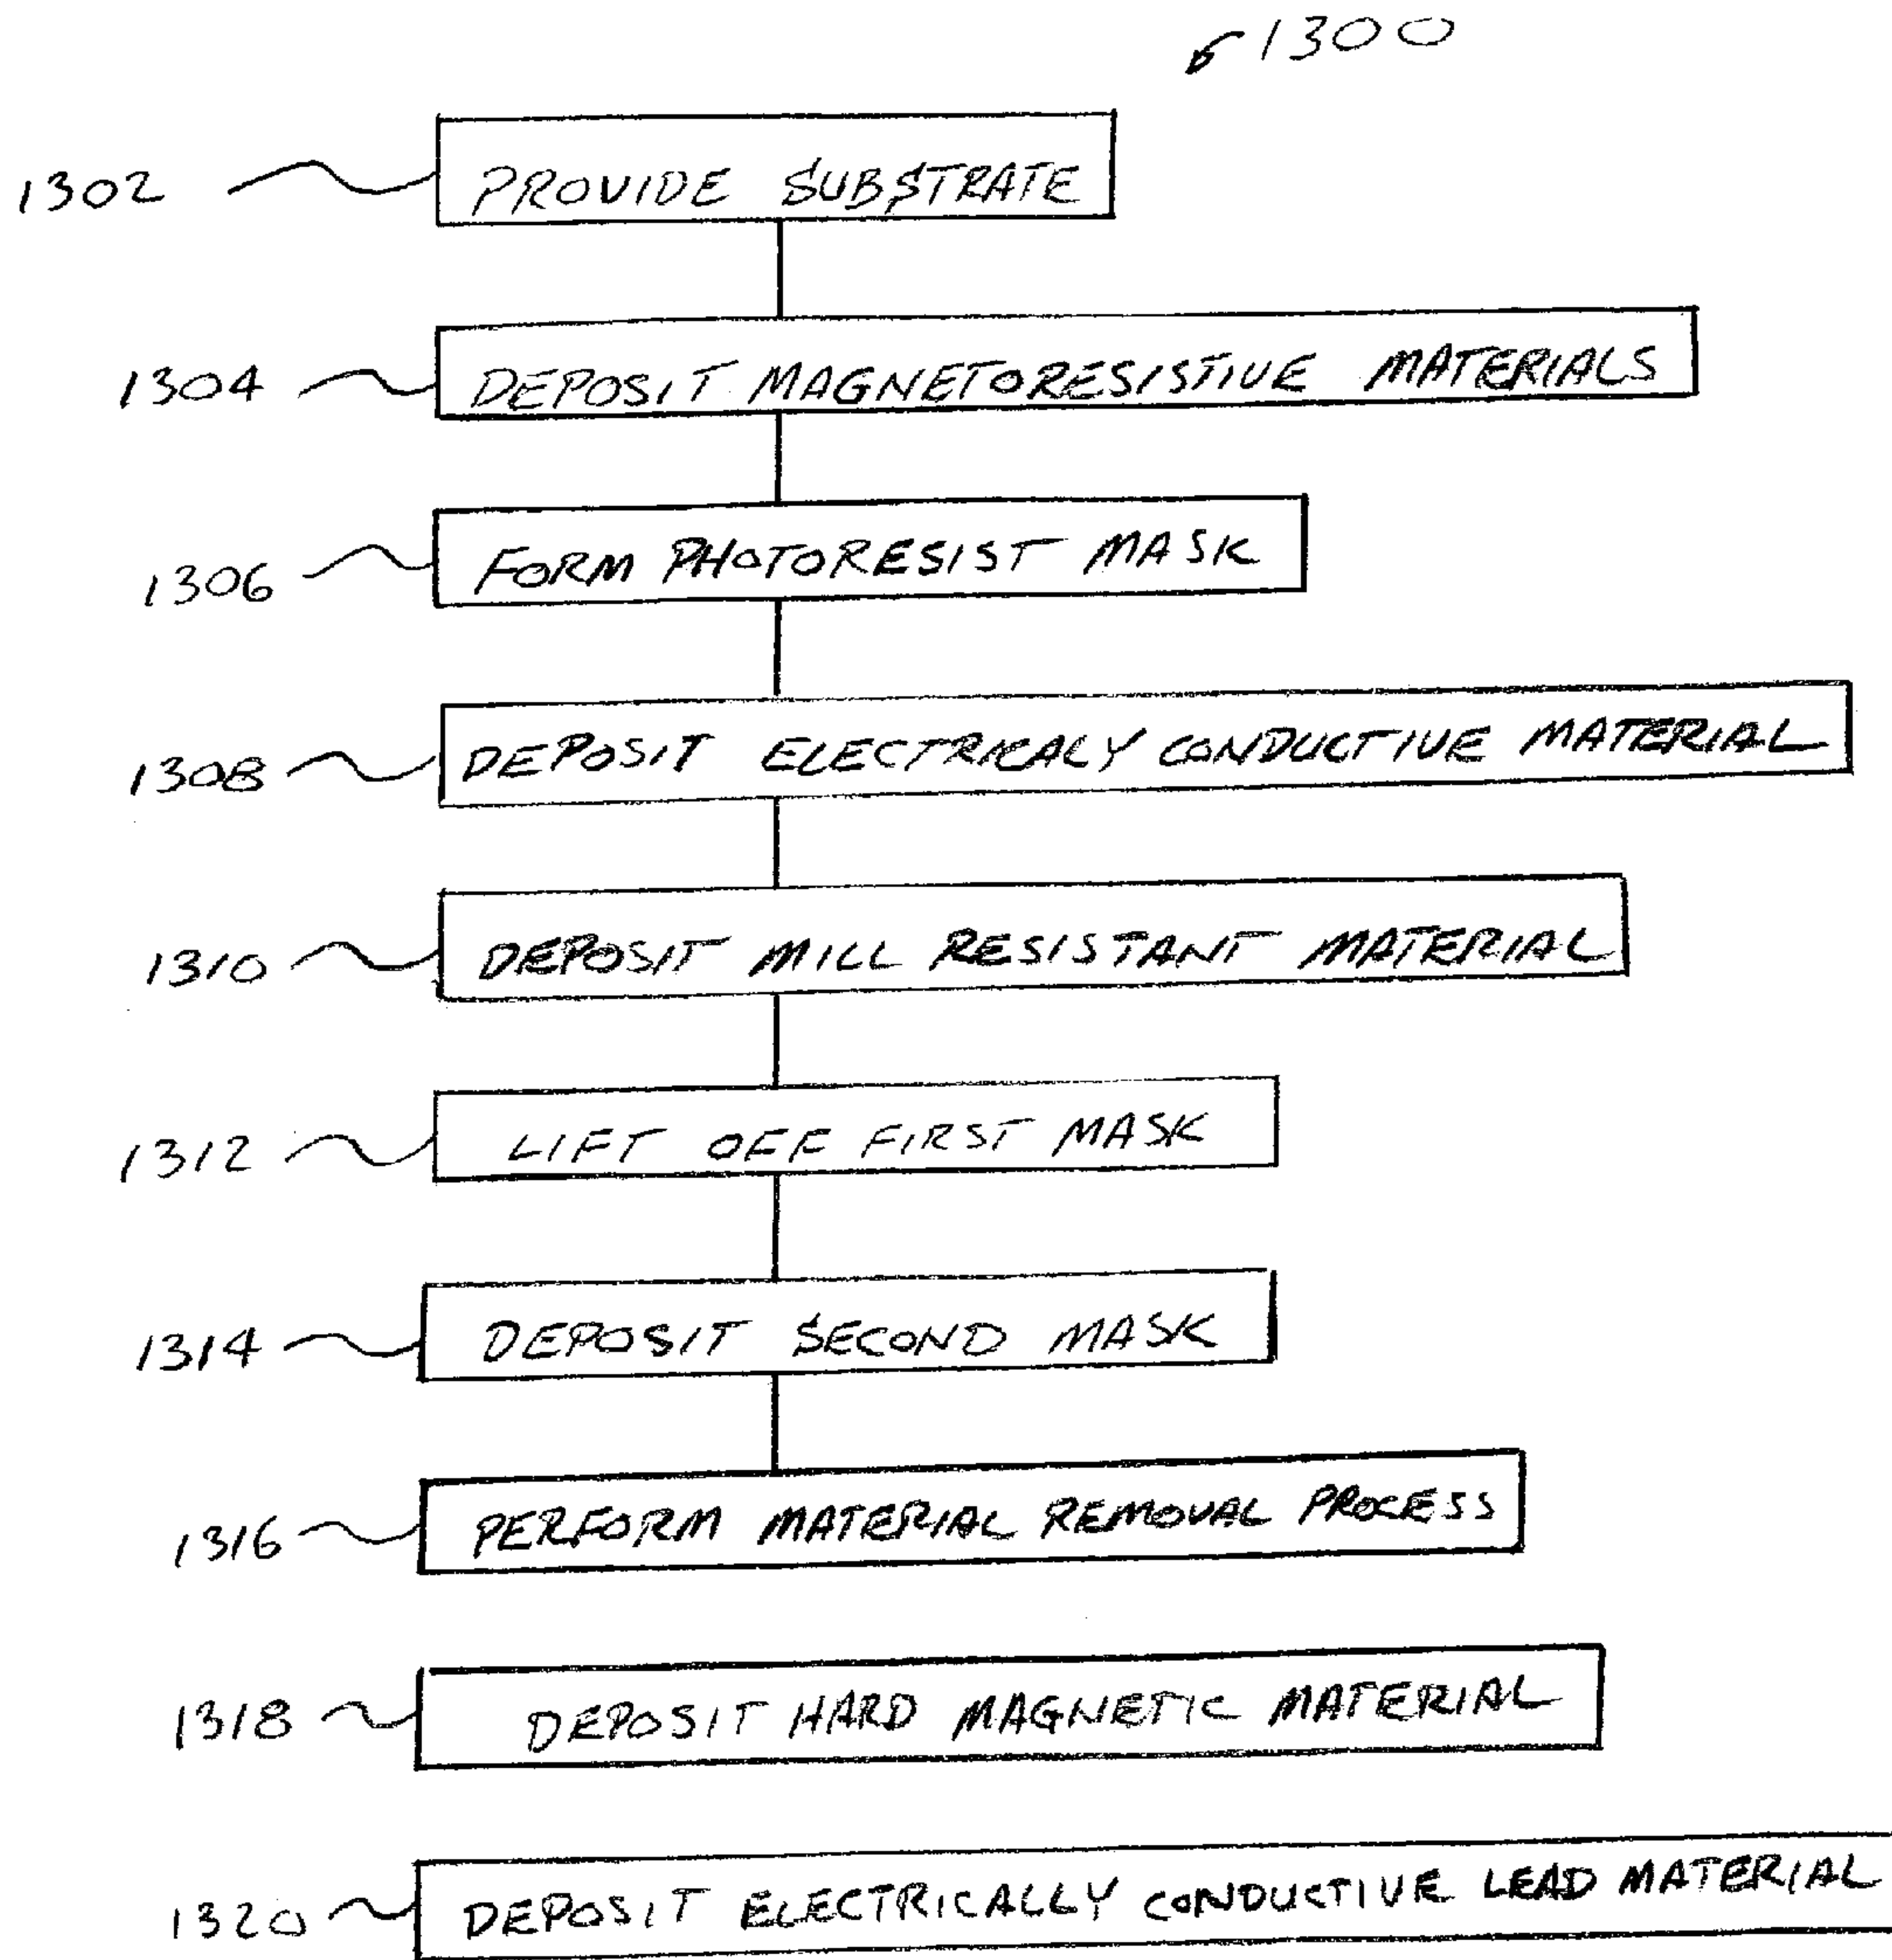 1300
1302 PROVIDE SUBSTRATE
1304 DEPOSIT MAGNETORESISTIVE MATERIALS
1306 FORM PHOTORESIST MASK
1308 DEPOSIT ELECTRICALY CONDUCTIVE MATERIAL
1310 DEPOSIT MILL RESISTANT MATERIAL
1312 LIFT OFF FIRST MASK
1314 DEPOSIT SECOND MASK
1316 PERFORM MATERIAL REMOVAL PROCESS
1318 DEPOSIT HARD MAGNETIC MATERIAL
1320 DEPOSIT ELECTRICALLY CONDUCTIVE LEAD MATERIAL